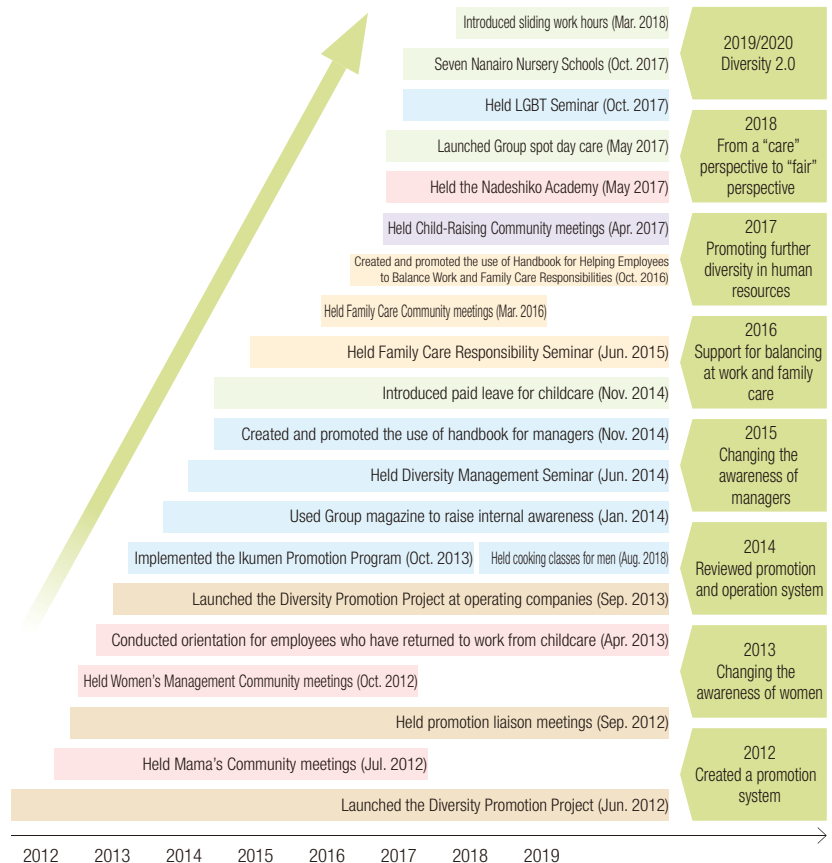 Introduced sliding work hours (Mar. 2018)
Seven Nanairo Nursery Schools (Oct. 2017)
Held LGBT Seminar (Oct. 2017)
Launched Group spot day care (May 2017)
Held the Nadeshiko Academy (May 2017)
Held Child-Raising Community meetings (Apr. 2017)
Created and promoted the use of Handbook for Helping Employees
to Balance Work and Family Care Responsibilities (Oct. 2016)
Held Family Care Community meetings (Mar. 2016)
Held Family Care Responsibility Seminar (Jun. 2015)
Introduced paid leave for childcare (Nov. 2014)
Created and promoted the use of handbook for managers (Nov. 2014)
Held Diversity Management Seminar (Jun. 2014)
Used Group magazine to raise internal awareness (Jan. 2014)
Implemented the Ikumen Promotion Program (Oct. 2013)
Held cooking classes for men (Aug. 2018)
Launched the Diversity Promotion Project at operating companies (Sep. 2013)
Conducted orientation for employees who have returned to work from childcare (Apr. 2013)
Held Women's Management Community meetings (Oct. 2012)
Held promotion liaison meetings (Sep. 2012)
Held Mama's Community meetings (Jul. 2012)
Launched the Diversity Promotion Project (Jun. 2012)
2019/2020
Diversity 2.0
2018
From a “care”
perspective to “fair”
perspective
2017
Promoting further
diversity in human
resources
2016
Support for balancing
at work and family
care
2015
Changing the
awareness of
managers
2014
Reviewed promotion
and operation system
2013
Changing the
awareness of women
2012
Created a promotion
system
2012
2013
2014
2015
2016
2017
2018
2019